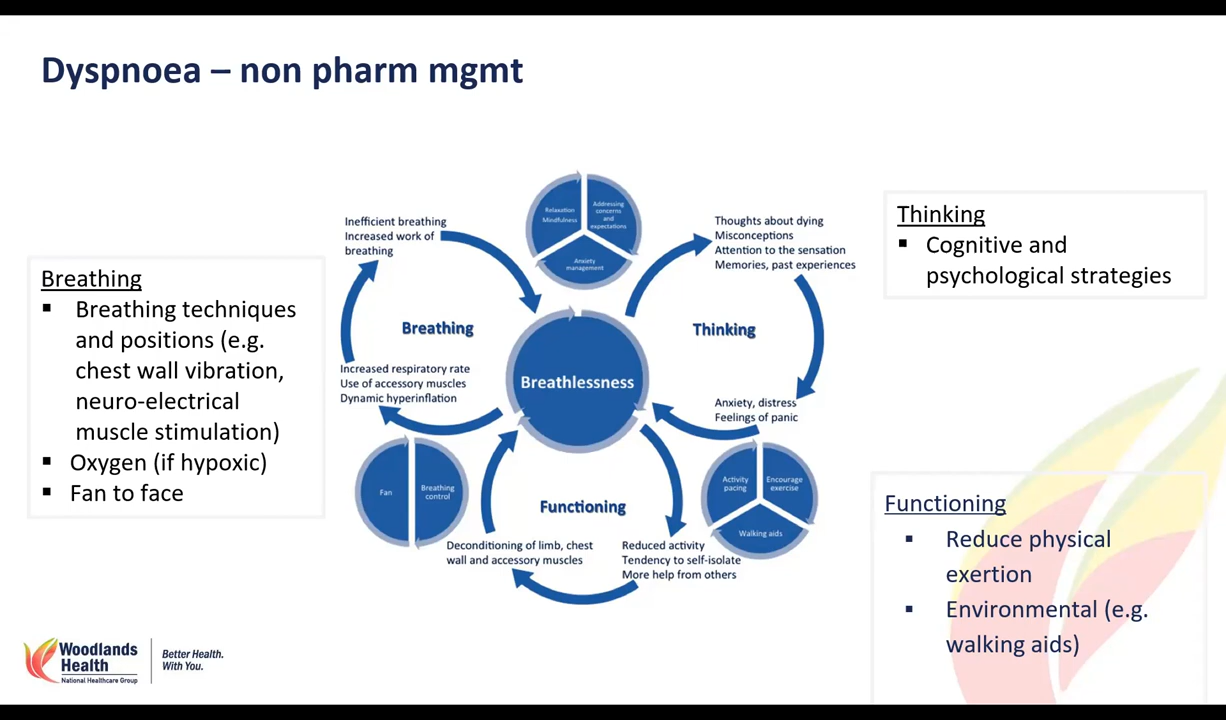 Dyspnoea – non pharm mgmt
Breathing
▪ Breathing techniques
and positions (e.g.
chest wall vibration,
neuro-electrical
muscle stimulation)
▪ Oxygen (if hypoxic)
▪ Fan to face
Inefficient breathing
Increased work of
breathing
Breathing
Increased respiratory rate
Use of accessory muscles
Dynamic hyperinflation
Fan
Breathing
control
Relaxation
Mindfulness
Addressing
concerns
and
expectations
Anxiety
management
Breathlessness
Thoughts about dying
Misconceptions
Attention to the sensation
Memories, past experiences
Thinking
Anxiety, distress
Feelings of panic
Activity
pacing
Encourage
exercise
Walking aids
Functioning
Deconditioning of limb, chest
wall and accessory muscles
Reduced activity
Tendency to self-isolate
More help from others
Thinking
▪ Cognitive and
psychological strategies
Functioning
▪ Reduce physical
exertion
▪ Environmental (e.g.
walking aids)
Woodlands
Health
National Healthcare Group
Better Health.
With You.